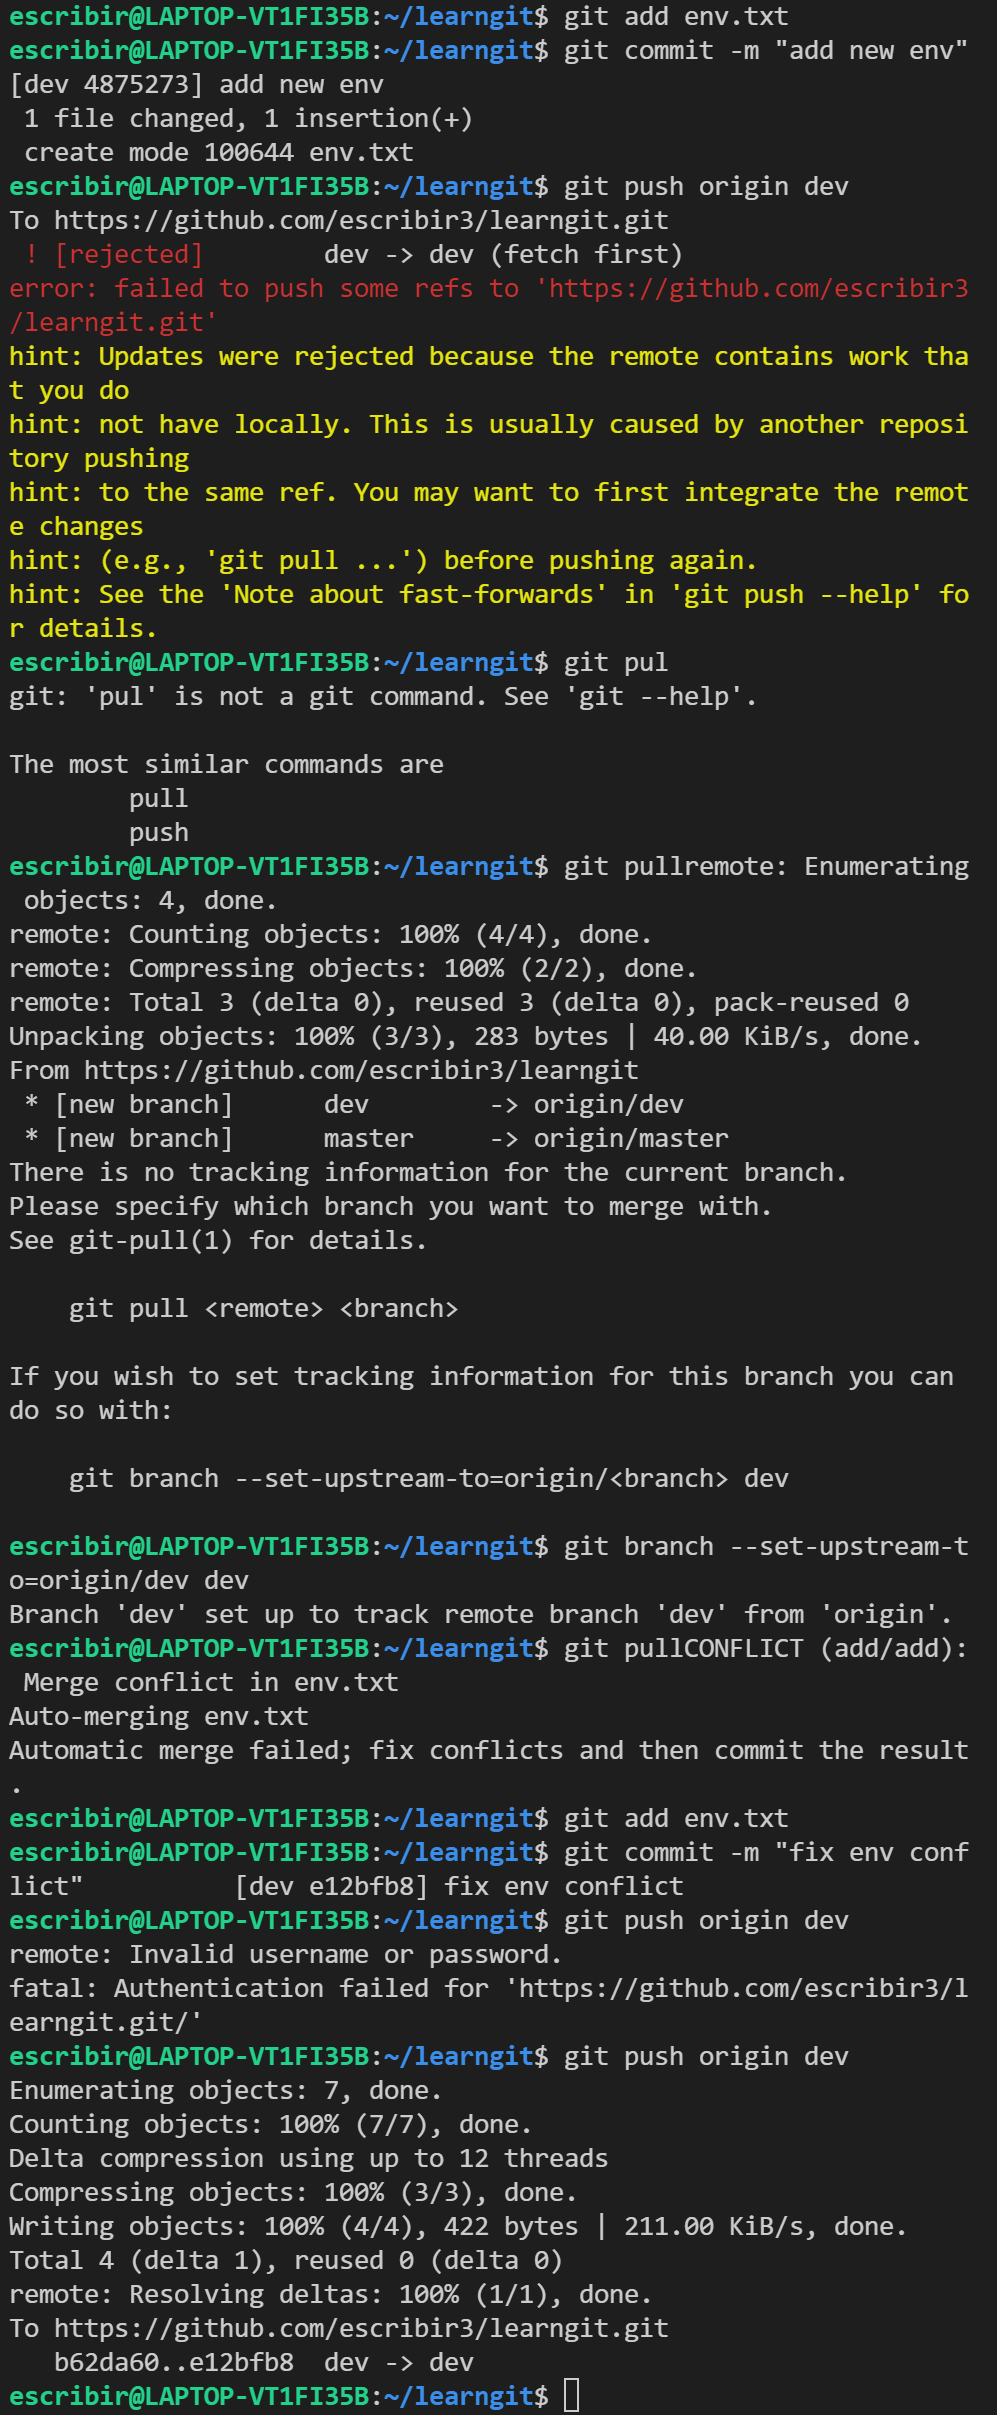 escribir@LAPTOP-VT1FI35B:~/learngit$ git add env.txt
escribir@LAPTOP-VT1FI35B:~/learngit$ git commit -m "add new env"
[dev 4875273] add new env
 1 file changed, 1 insertion(+)
 create mode 100644 env.txt
escribir@LAPTOP-VT1FI35B:~/learngit$ git push origin dev
To https://github.com/escribir3/learngit.git
 ! [rejected]        dev -> dev (fetch first)
error: failed to push some refs to 'https://github.com/escribir3
/learngit.git'
hint: Updates were rejected because the remote contains work tha
t you do
hint: not have locally. This is usually caused by another reposi
tory pushing
hint: to the same ref. You may want to first integrate the remot
e changes
hint: (e.g., 'git pull ...') before pushing again.
hint: See the 'Note about fast-forwards' in 'git push --help' fo
r details.
escribir@LAPTOP-VT1FI35B:~/learngit$ git pul
git: 'pul' is not a git command. See 'git --help'.

The most similar commands are
        pull
        push
escribir@LAPTOP-VT1FI35B:~/learngit$ git pullremote: Enumerating
 objects: 4, done.
remote: Counting objects: 100% (4/4), done.
remote: Compressing objects: 100% (2/2), done.
remote: Total 3 (delta 0), reused 3 (delta 0), pack-reused 0
Unpacking objects: 100% (3/3), 283 bytes | 40.00 KiB/s, done.
From https://github.com/escribir3/learngit
 * [new branch]      dev        -> origin/dev
 * [new branch]      master     -> origin/master
There is no tracking information for the current branch.
Please specify which branch you want to merge with.
See git-pull(1) for details.

    git pull <remote> <branch>

If you wish to set tracking information for this branch you can
do so with:

    git branch --set-upstream-to=origin/<branch> dev

escribir@LAPTOP-VT1FI35B:~/learngit$ git branch --set-upstream-t
o=origin/dev dev
Branch 'dev' set up to track remote branch 'dev' from 'origin'.
escribir@LAPTOP-VT1FI35B:~/learngit$ git pullCONFLICT (add/add):
 Merge conflict in env.txt
Auto-merging env.txt
Automatic merge failed; fix conflicts and then commit the result
.
escribir@LAPTOP-VT1FI35B:~/learngit$ git add env.txt
escribir@LAPTOP-VT1FI35B:~/learngit$ git commit -m "fix env conf
lict"          [dev e12bfb8] fix env conflict
escribir@LAPTOP-VT1FI35B:~/learngit$ git push origin dev
remote: Invalid username or password.
fatal: Authentication failed for 'https://github.com/escribir3/l
earngit.git/'
escribir@LAPTOP-VT1FI35B:~/learngit$ git push origin dev
Enumerating objects: 7, done.
Counting objects: 100% (7/7), done.
Delta compression using up to 12 threads
Compressing objects: 100% (3/3), done.
Writing objects: 100% (4/4), 422 bytes | 211.00 KiB/s, done.
Total 4 (delta 1), reused 0 (delta 0)
remote: Resolving deltas: 100% (1/1), done.
To https://github.com/escribir3/learngit.git
   b62da60..e12bfb8  dev -> dev
escribir@LAPTOP-VT1FI35B:~/learngit$